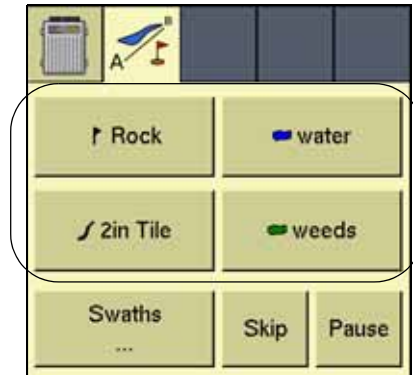 A B
Rock
water
2in Tile
weeds
Swaths
...
Skip
Pause